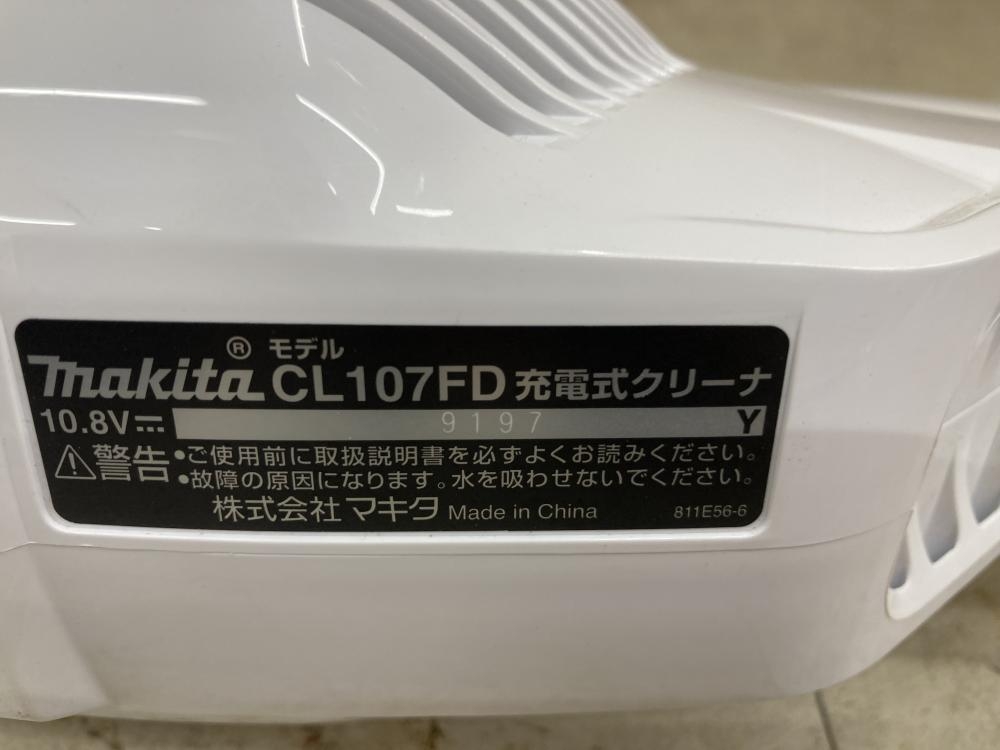 makita® モデル CL107FD 充電式クリーナ
10.8V 9197 Y
警告 •ご使用前に取扱説明書を必ずよくお読みください。
•故障の原因になります。水を吸わせないでください。
株式会社 マキタ Made in China 811E56-6